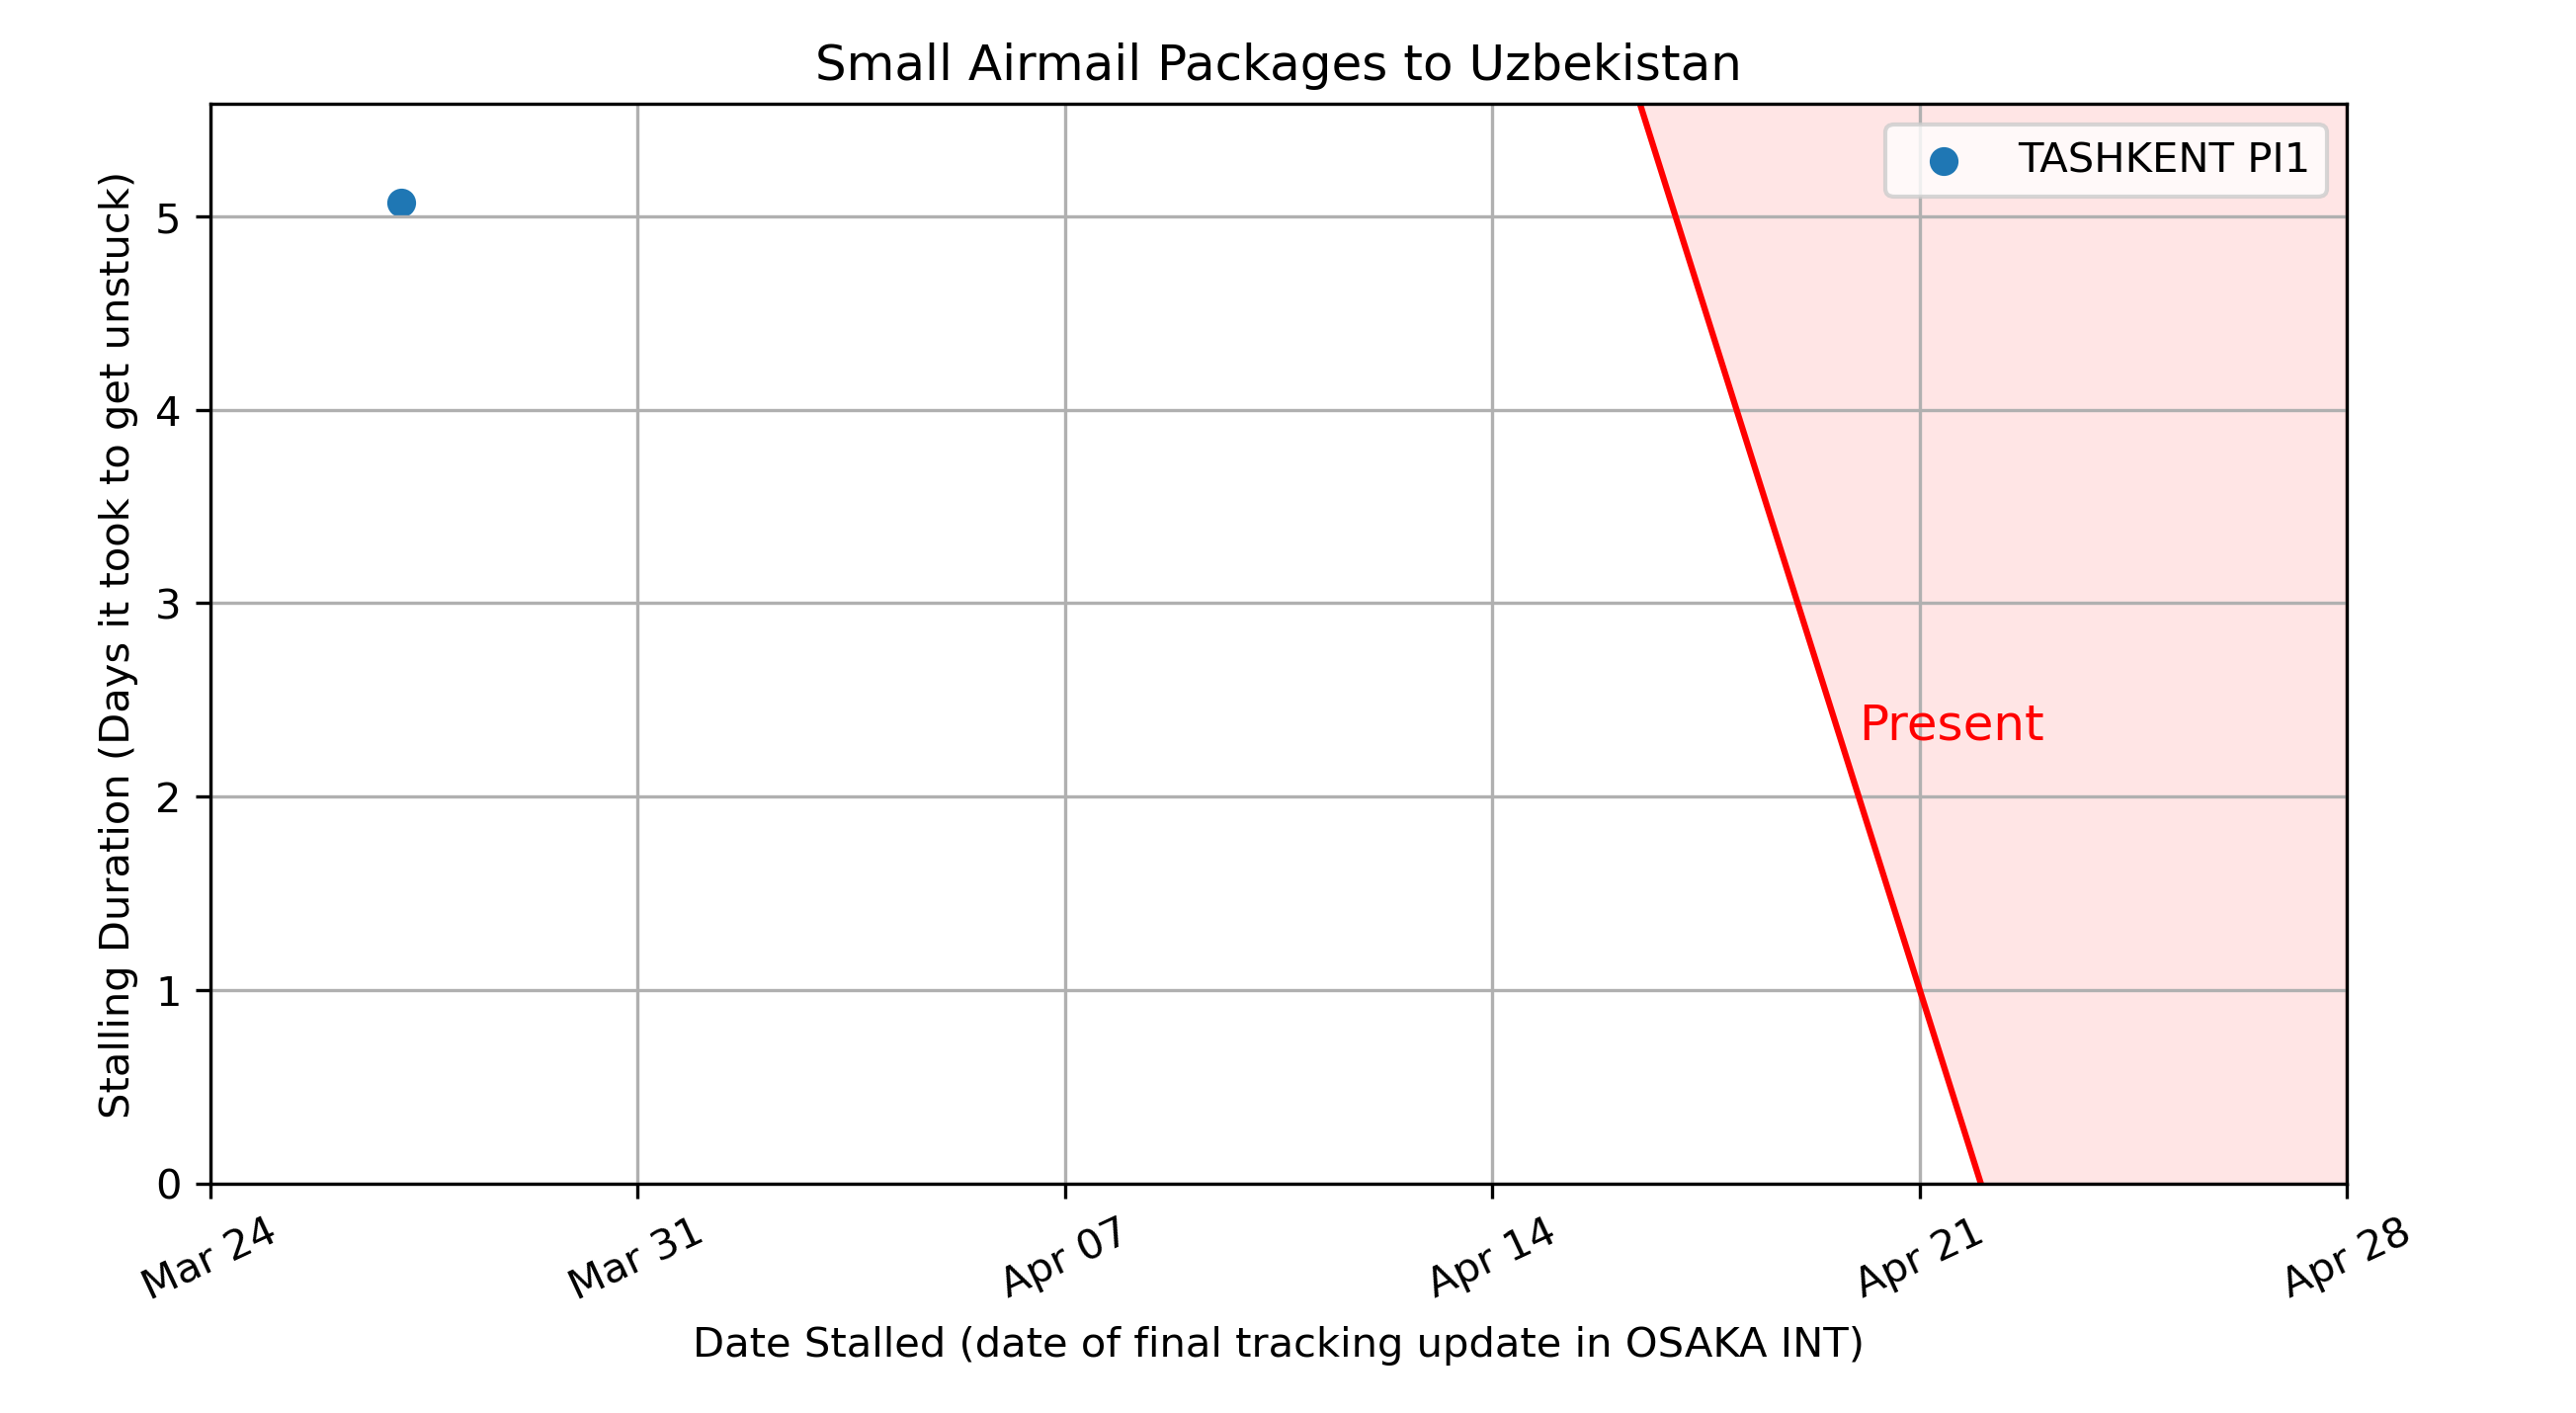 Small Airmail Packages to Uzbekistan
TASHKENT PI1
Present
Stalling Duration (Days it took to get unstuck)
5
4
3
2
1
0
Mar 24
Mar 31
Apr 07
Apr 14
Apr 21
Apr 28
Date Stalled (date of final tracking update in OSAKA INT)